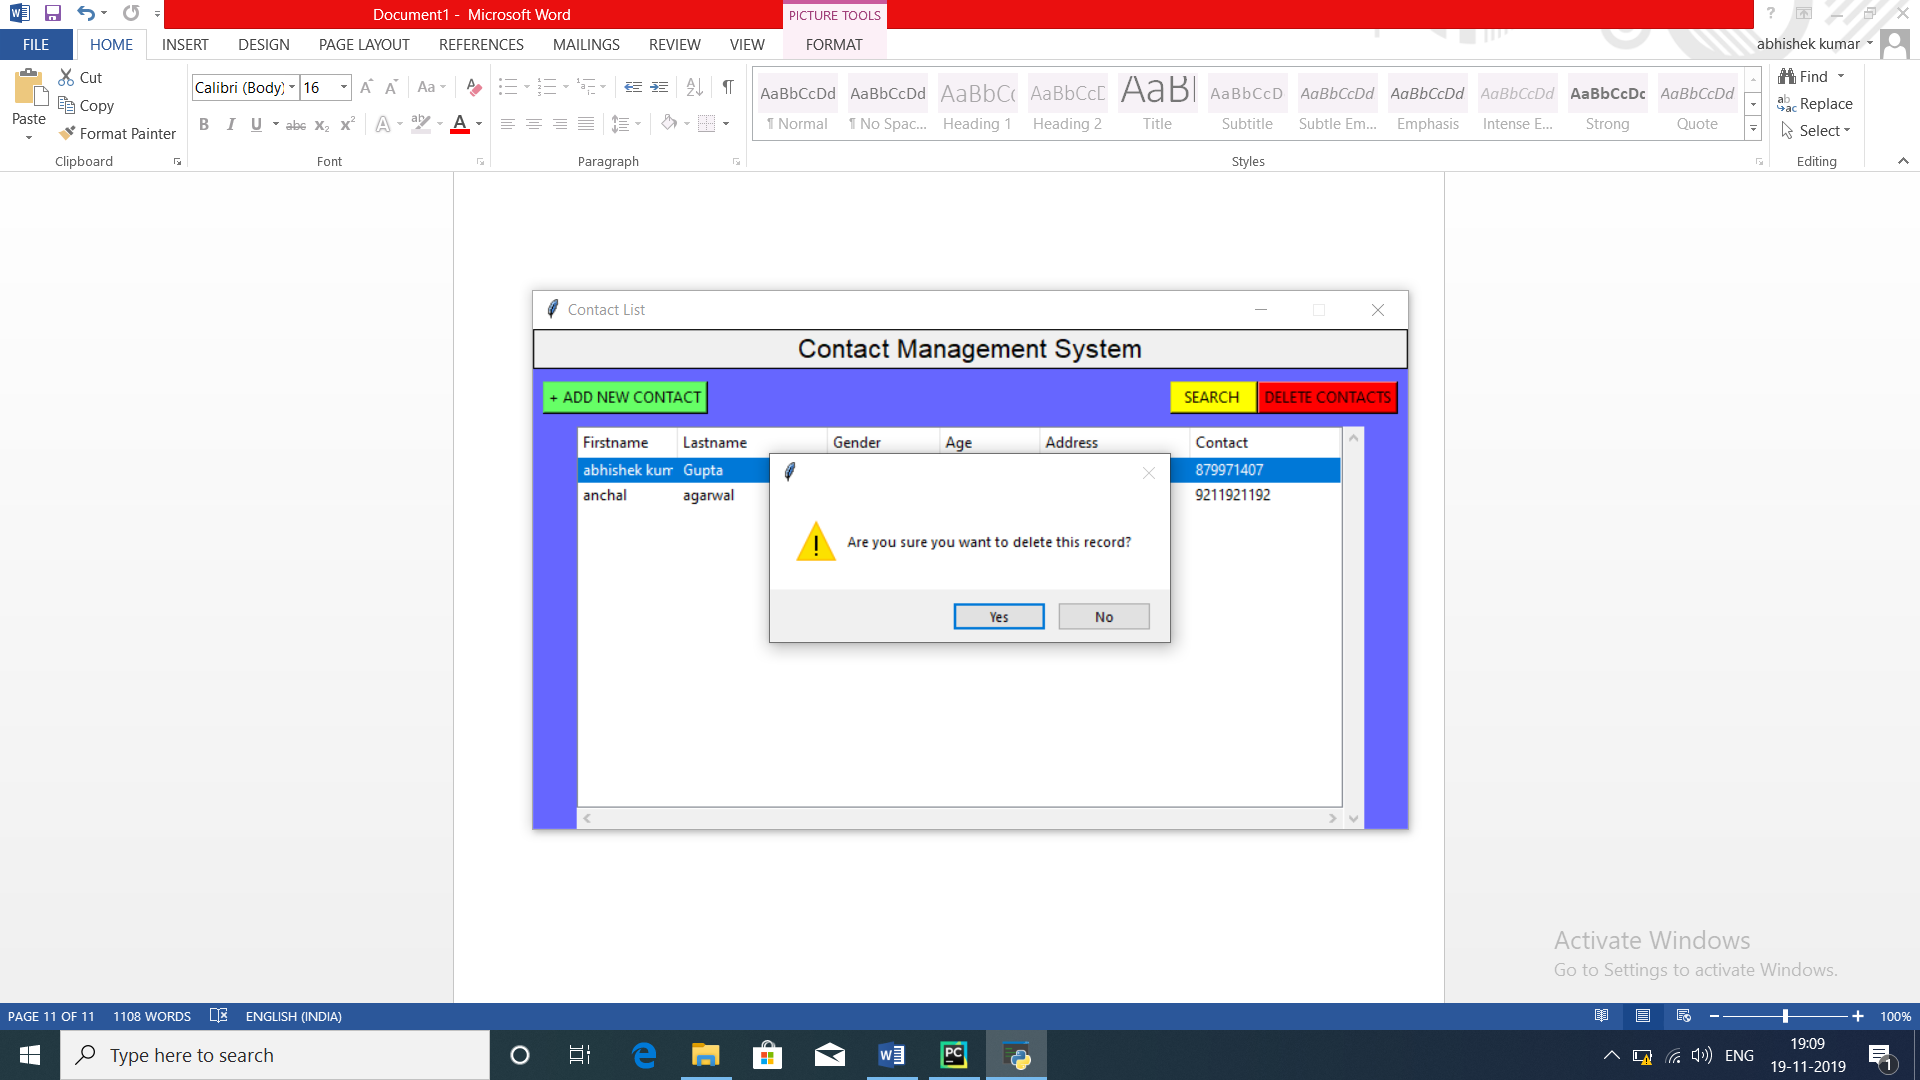 Document1 - Microsoft Word
PICTURE TOOLS
FILE HOME INSERT DESIGN PAGE LAYOUT REFERENCES MAILINGS REVIEW VIEW FORMAT
abhishek kumar
Paste
Cut
Copy
Format Painter
Clipboard
Calibri (Body) 16
Font
Paragraph
AaBbCcDd AaBbCcDd AaBbCc AaBbCcD AaBl AaBbCcD AaBbCcDd AaBbCcDd AaBbCcDd AaBbCcDc AaBbCcDd
¶ Normal ¶ No Spac... Heading 1 Heading 2 Title Subtitle Subtle Em... Emphasis Intense E... Strong Quote
Styles
Find
Replace
Select
Editing
Contact List
Contact Management System
+ ADD NEW CONTACT SEARCH DELETE CONTACTS
Firstname Lastname Gender Age Address Contact
abhishek kum Gupta 879971407
anchal agarwal 9211921192
Are you sure you want to delete this record?
Yes No
Activate Windows
Go to Settings to activate Windows.
PAGE 11 OF 11 1108 WORDS ENGLISH (INDIA) 100%
Type here to search
ENG
19:09
19-11-2019
1